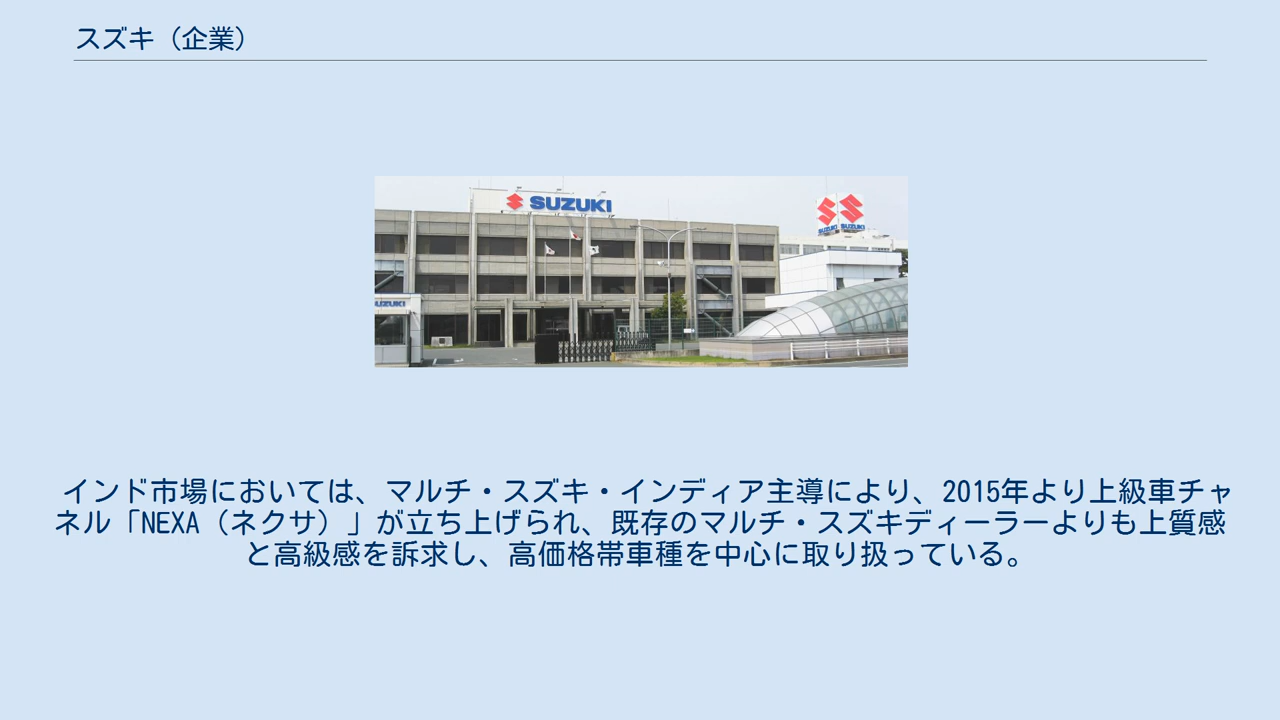 スズキ（企業）
SUZUKI
SUZUKI SUZUKI
SUZUKI
インド市場においては、マルチ・スズキ・インディア主導により、2015年より上級車チャ
ネル「NEXA（ネクサ）」が立ち上げられ、既存のマルチ・スズキディーラーよりも上質感
と高級感を訴求し、高価格帯車種を中心に取り扱っている。